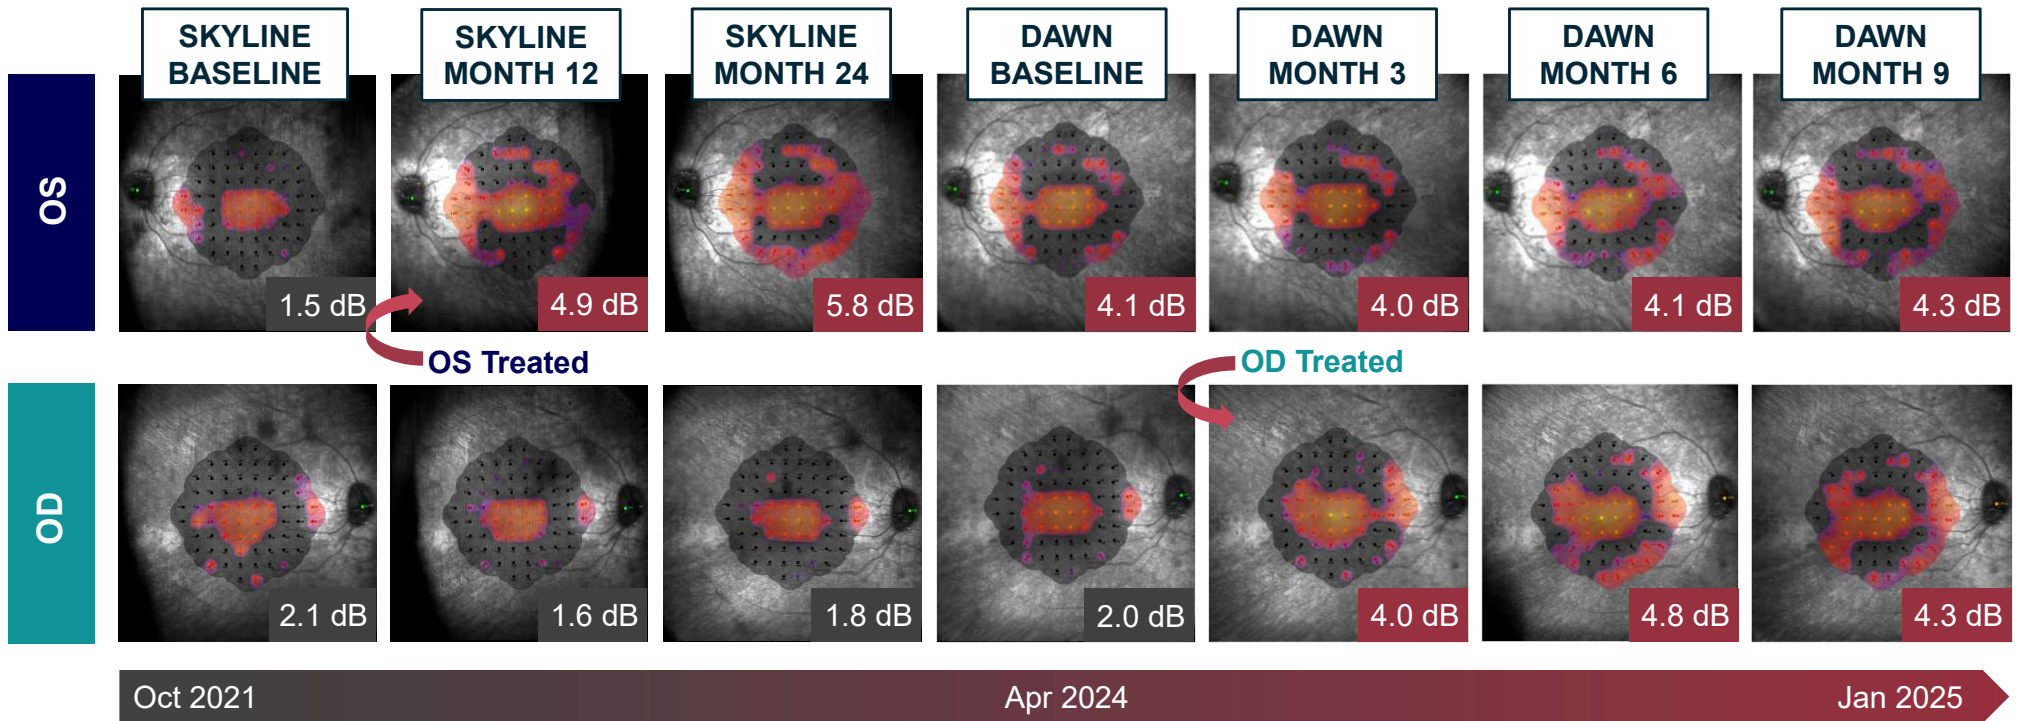 SKYLINE
BASELINE
SKYLINE
MONTH 12
SKYLINE
MONTH 24
DAWN
BASELINE
DAWN
MONTH 3
DAWN
MONTH 6
DAWN
MONTH 9
OS
1.5 dB
4.9 dB
5.8 dB
4.1 dB
4.0 dB
4.1 dB
4.3 dB
OS Treated
OD Treated
OD
2.1 dB
1.6 dB
1.8 dB
2.0 dB
4.0 dB
4.8 dB
4.3 dB
Oct 2021
Apr 2024
Jan 2025